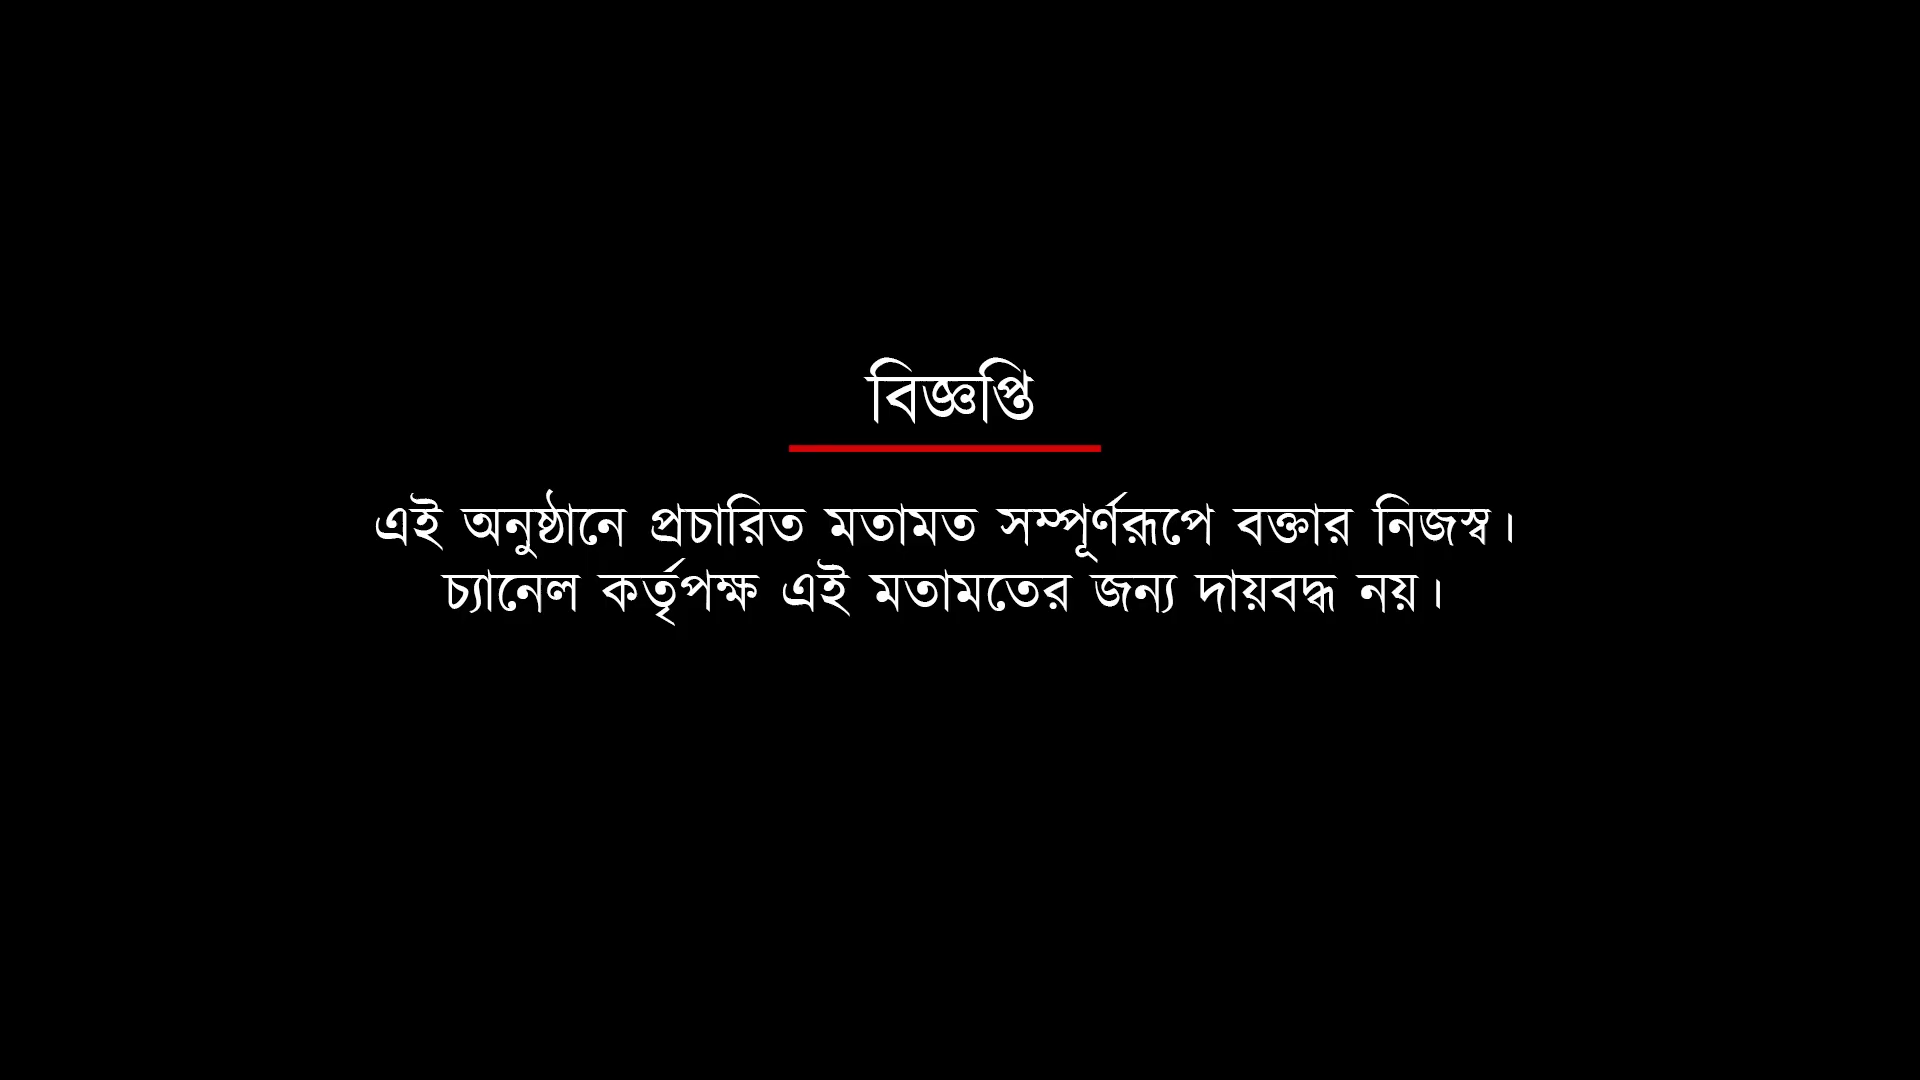 বিজ্ঞপ্তি
এই অনুষ্ঠানে প্রচারিত মতামত সম্পূর্ণরূপে বক্তার নিজস্ব।
চ্যানেল কর্তৃপক্ষ এই মতামতের জন্য দায়বদ্ধ নয়।